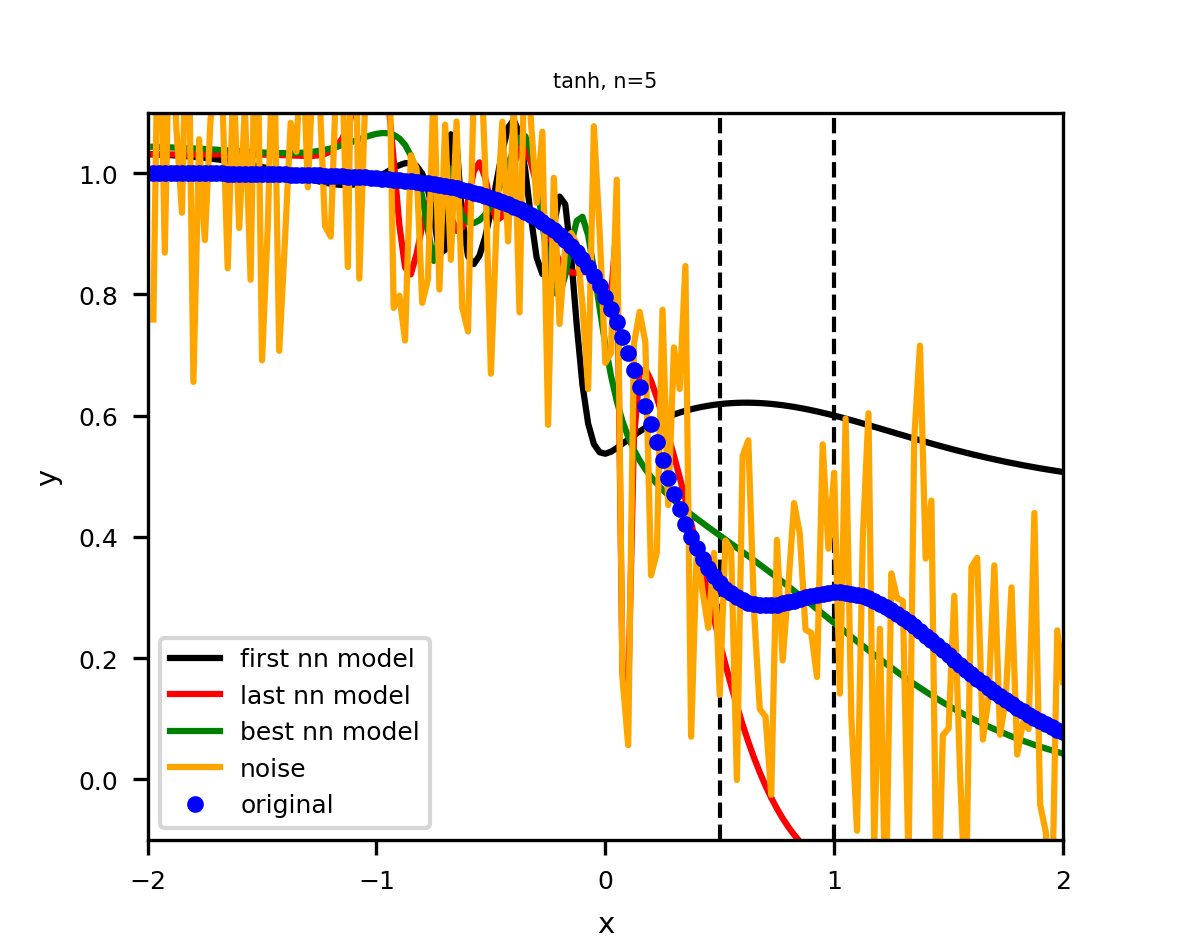 tanh, n=5
1.0
0.8
0.6
0.4
0.2
0.0
y
first nn model
last nn model
best nn model
noise
original
−2
−1
0
1
2
x